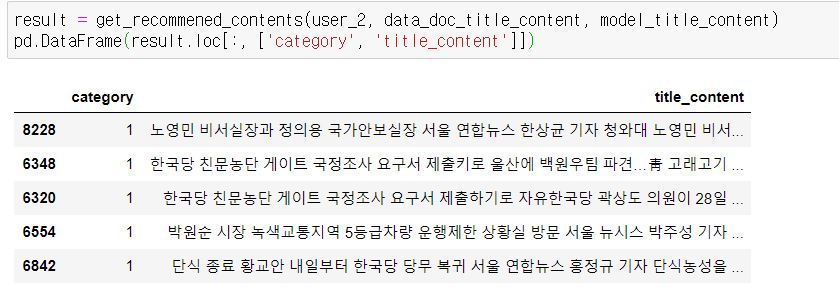 result = get_recommened_contents(user_2, data_doc_title_content, model_title_content)
pd.DataFrame(result.loc[:, ['category', 'title_content']])
category title_content
8228 1 노영민 비서실장과 정의용 국가안보실장 서울 연합뉴스 한상균 기자 청와대 노영민 비서...
6348 1 한국당 친문농단 게이트 국정조사 요구서 제출키로 울산에 백원우팀 파견...靑 고래고기 ...
6320 1 한국당 친문농단 게이트 국정조사 요구서 제출하기로 자유한국당 곽상도 의원이 28일 ...
6554 1 박원순 시장 녹색교통지역 5등급차량 운행제한 상황실 방문 서울 뉴시스 박주성 기자 ...
6842 1 단식 종료 황교안 내일부터 한국당 당무 복귀 서울 연합뉴스 홍정규 기자 단식농성을 ...